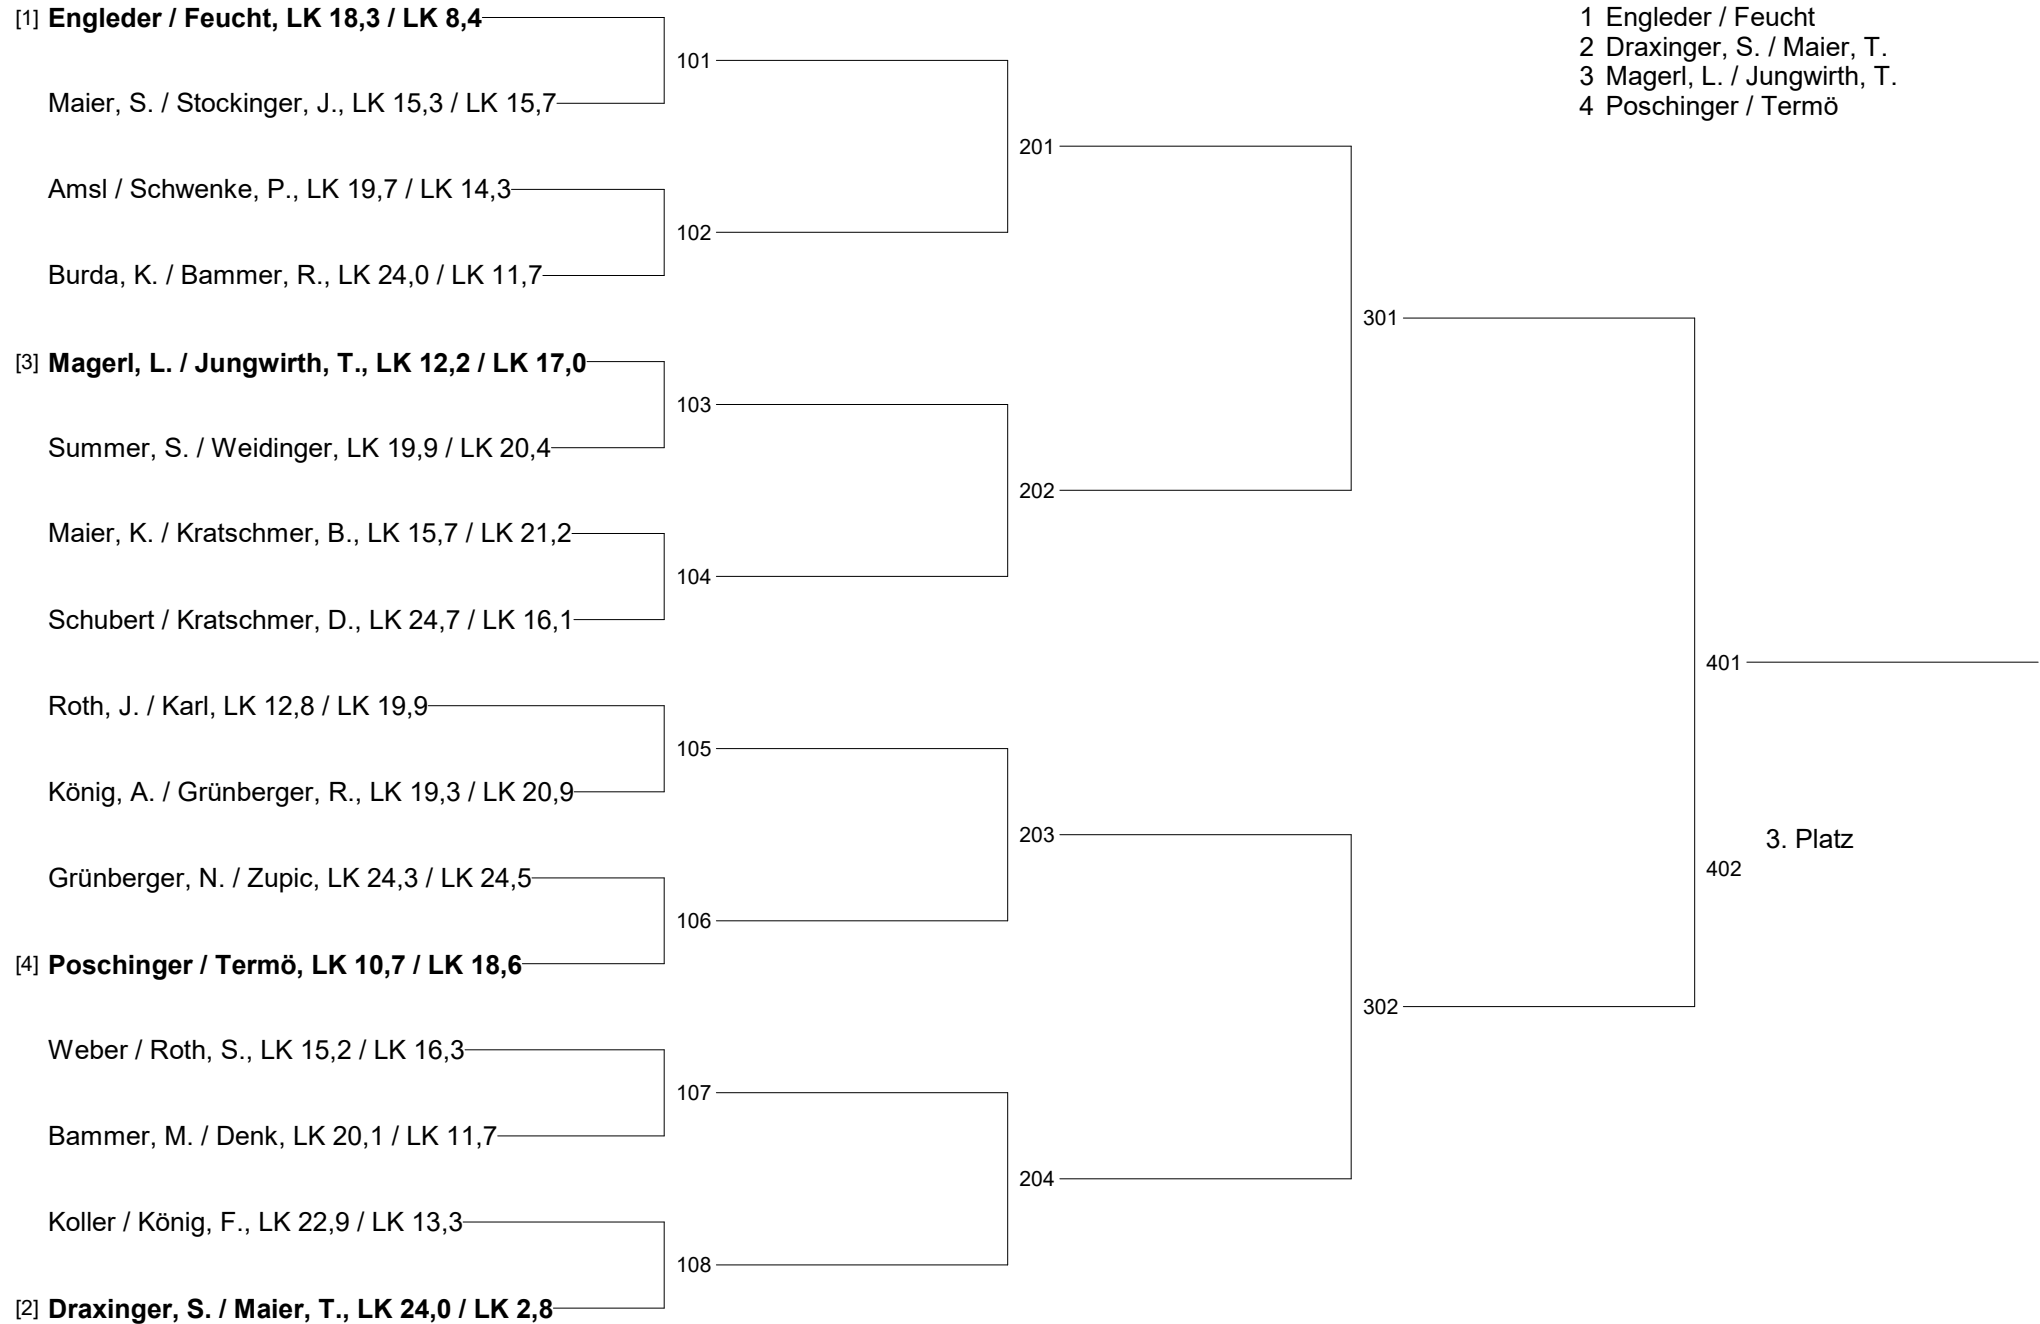 [1] Engleder / Feucht, LK 18,3 / LK 8,4
Maier, S. / Stockinger, J., LK 15,3 / LK 15,7
Amsl / Schwenke, P., LK 19,7 / LK 14,3
Burda, K. / Bammer, R., LK 24,0 / LK 11,7
[3] Magerl, L. / Jungwirth, T., LK 12,2 / LK 17,0
Summer, S. / Weidinger, LK 19,9 / LK 20,4
Maier, K. / Kratschmer, B., LK 15,7 / LK 21,2
Schubert / Kratschmer, D., LK 24,7 / LK 16,1
Roth, J. / Karl, LK 12,8 / LK 19,9
König, A. / Grünberger, R., LK 19,3 / LK 20,9
Grünberger, N. / Zupic, LK 24,3 / LK 24,5
[4] Poschinger / Termö, LK 10,7 / LK 18,6
Weber / Roth, S., LK 15,2 / LK 16,3
Bammer, M. / Denk, LK 20,1 / LK 11,7
Koller / König, F., LK 22,9 / LK 13,3
[2] Draxinger, S. / Maier, T., LK 24,0 / LK 2,8
101
102
103
104
105
106
107
108
201
202
203
204
301
302
401
3. Platz
402
1 Engleder / Feucht
2 Draxinger, S. / Maier, T.
3 Magerl, L. / Jungwirth, T.
4 Poschinger / Termö